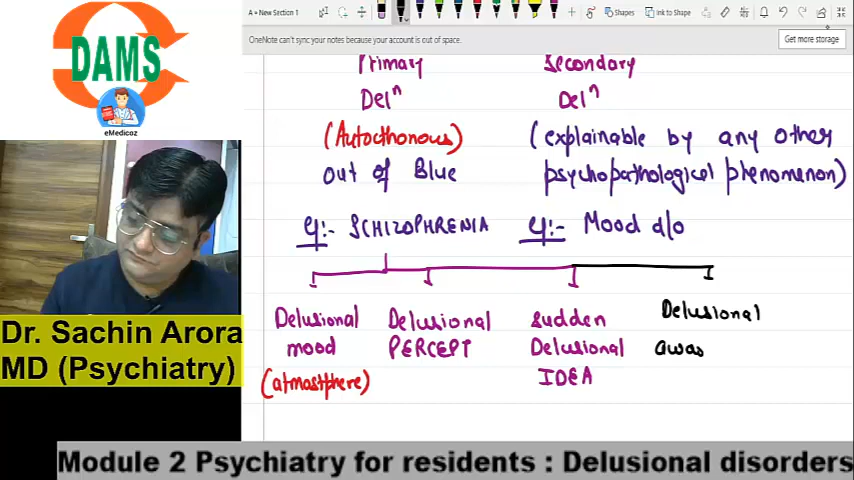 A = New Section 1
Shapes
Ink to Shape
OneNote can't sync your notes because your account is out of space.
Get more storage
DAMS
eMedicoz
Primary Secondary
Delⁿ Delⁿ
(Autocthonous) (explainable by any other
out of Blue psychopathological phenomenon)
eg:- SCHIZOPHRENIA eg:- Mood d/o
Delusional Delusional Sudden Delusional
mood PERCEPT Delusional awas
(atmostphere) IDEA
Dr. Sachin Arora
MD (Psychiatry)
Module 2 Psychiatry for residents : Delusional disorders